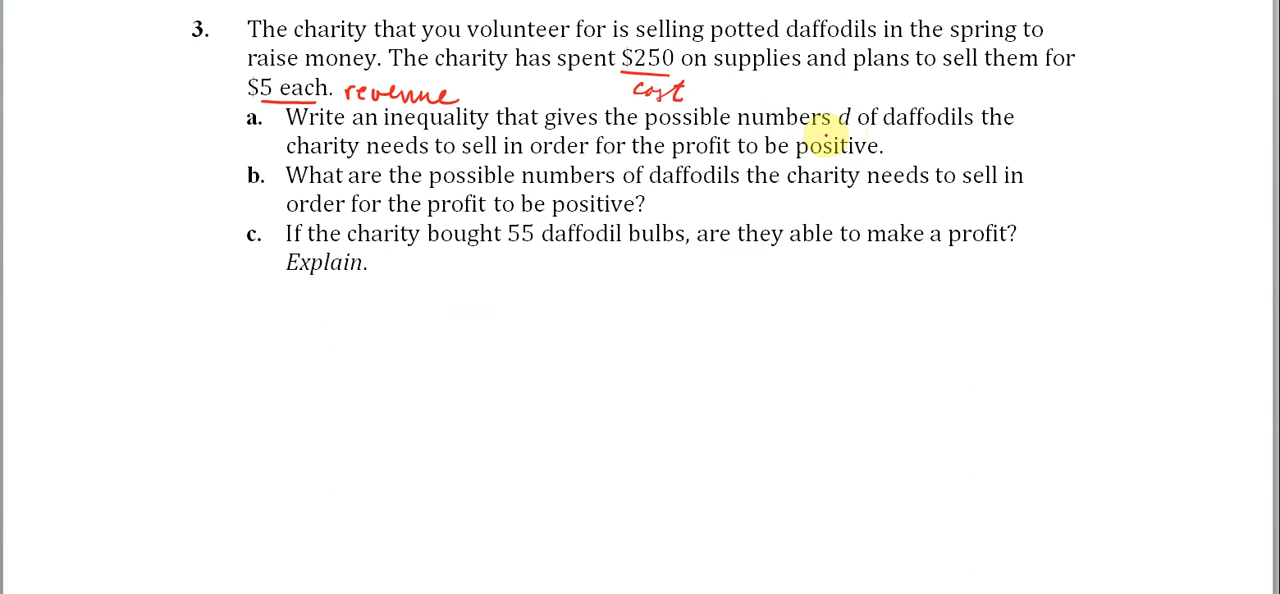 3. The charity that you volunteer for is selling potted daffodils in the spring to
raise money. The charity has spent $250 on supplies and plans to sell them for
$5 each. revenue cost
a. Write an inequality that gives the possible numbers d of daffodils the
charity needs to sell in order for the profit to be positive.
b. What are the possible numbers of daffodils the charity needs to sell in
order for the profit to be positive?
c. If the charity bought 55 daffodil bulbs, are they able to make a profit?
Explain.